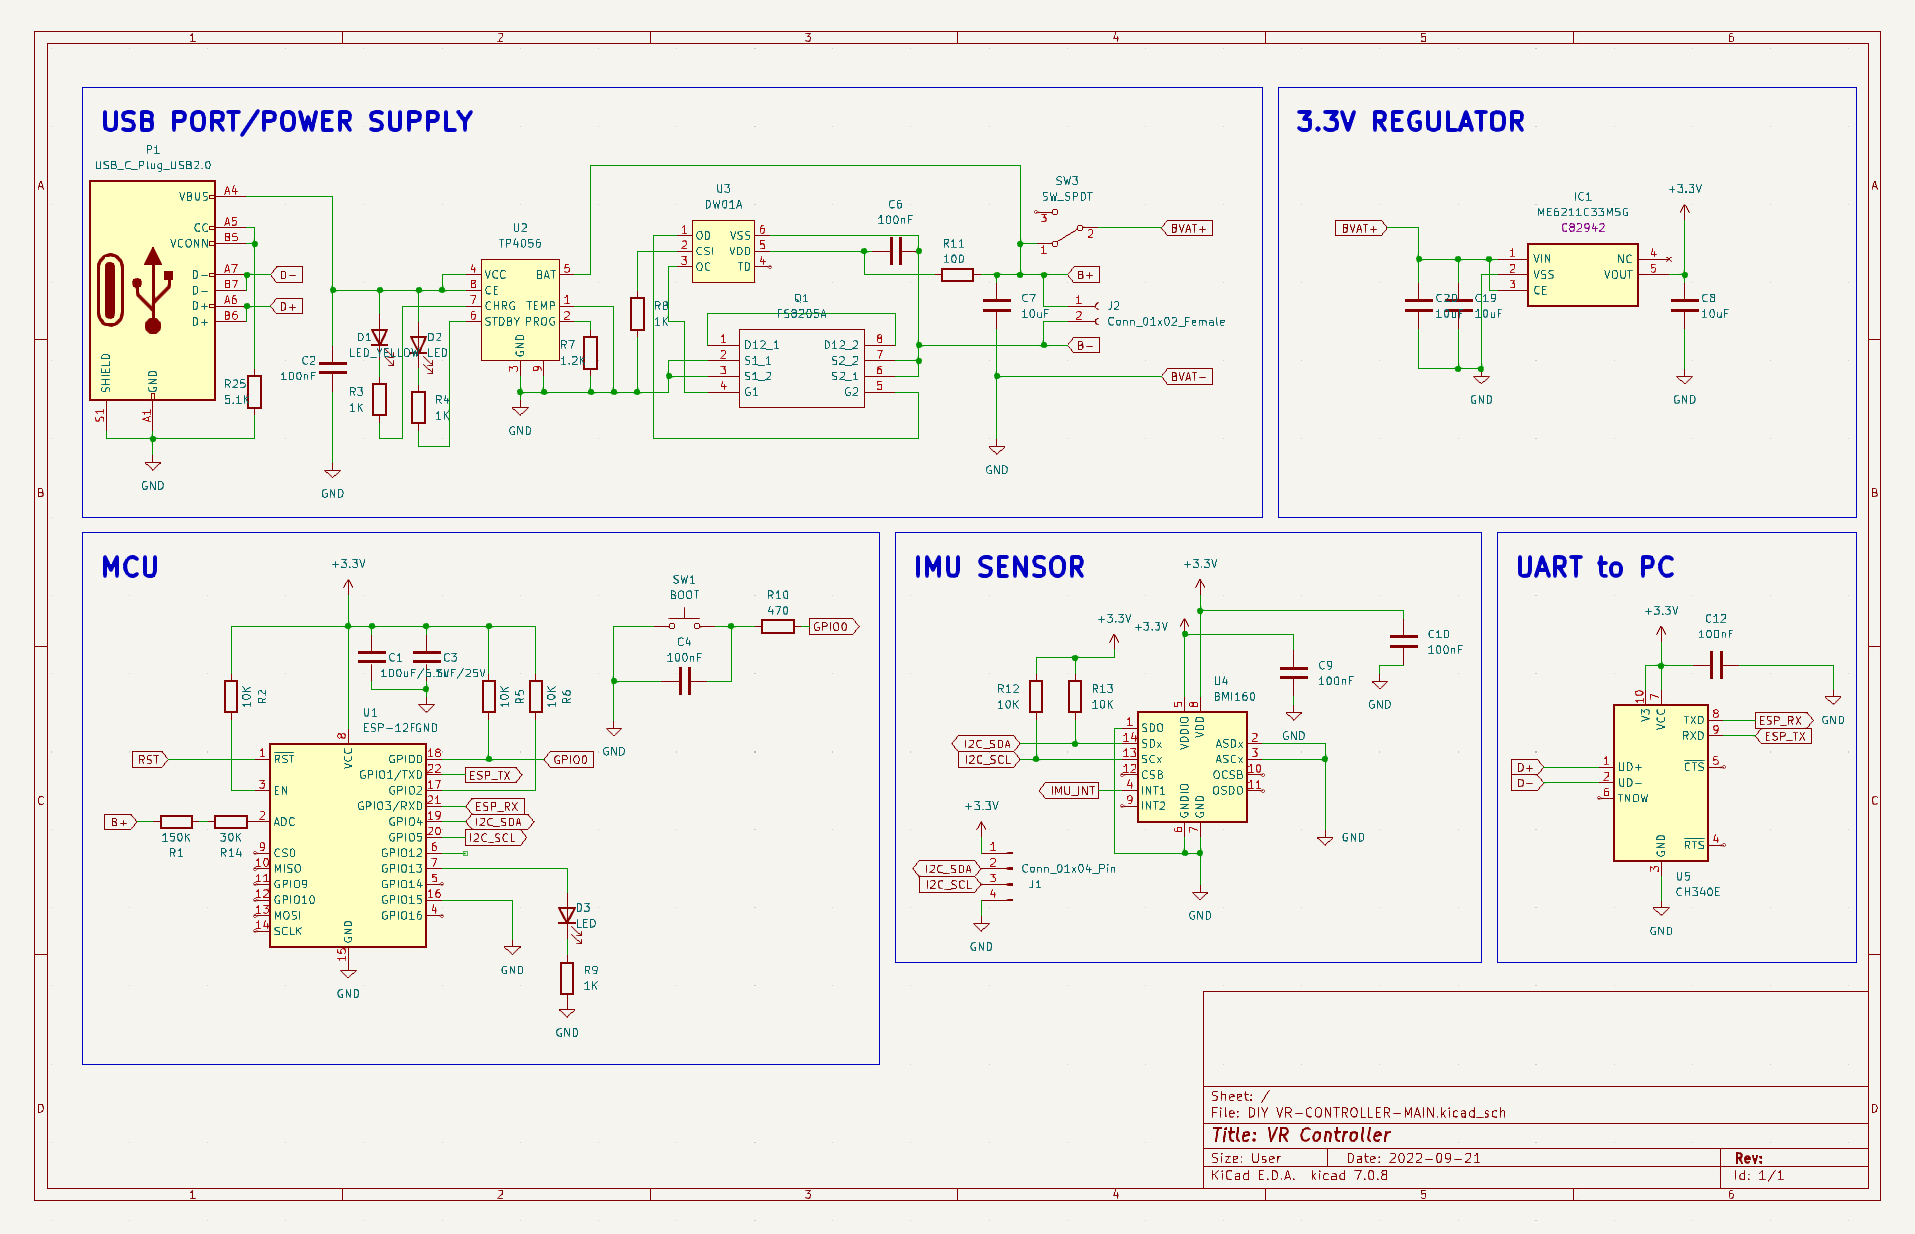 1 2 3 4 5 6
A
B
C
D
USB PORT/POWER SUPPLY
P1
USB_C_Plug_USB2.0
VBUS A4
CC A5
VCONN B5
D- A7
D- B7
D+ A6
D+ B6
SHIELD
GND
S1
A1
D-
D+
GND
R25
5.1K
C2
100nF
GND
D1
LED_YELLOW
D2
LED
R3
1K
R4
1K
U2
TP4056
4 VCC BAT 5
8 CE
7 CHRG TEMP 1
6 STDBY PROG 2
GND
3 9
GND
R7
1.2K
R8
1K
U3
DW01A
1 OD VSS 6
2 CSI VDD 5
3 OC TD 4
C6
100nF
R11
100
Q1
FS8205A
1 D12_1 D12_2 8
2 S1_1 S2_2 7
3 S1_2 S2_1 6
4 G1 G2 5
C7
10uF
GND
SW3
SW_SPDT
3
1
2
BVAT+
B+
1 J2
2 Conn_01x02_Female
B-
BVAT-
3.3V REGULATOR
BVAT+
C20
10uF
C19
10uF
GND
IC1
ME6211C33M5G
C82942
1 VIN NC 4
2 VSS VOUT 5
3 CE
+3.3V
C8
10uF
GND
MCU
+3.3V
C1
100uF/6.3V
C3
1uF/25V
GND
10K
R2
10K
R5
10K
R6
U1
ESP-12F
8
VCC
1 RST GPIO0 18
GPIO1/TXD 22
3 EN GPIO2 17
GPIO3/RXD 21
2 ADC GPIO4 19
GPIO5 20
9 CS0 GPIO12 6
10 MISO GPIO13 7
11 GPIO9 GPIO14 5
12 GPIO10 GPIO15 16
13 MOSI GPIO16 4
14 SCLK
GND
15
GND
RST
B+
150K
R1
30K
R14
GPIO0
ESP_TX
ESP_RX
I2C_SDA
I2C_SCL
GND
D3
LED
R9
1K
GND
SW1
BOOT
C4
100nF
R10
470
GPIO0
GND
IMU SENSOR
+3.3V
+3.3V
+3.3V
R12
10K
R13
10K
C10
100nF
GND
C9
100nF
GND
U4
BMI160
5 8
VDDIO
VDD
1 SDO
14 SDx ASDx 2
13 SCx ASCx 3
12 CSB OCSB 10
4 INT1 OSDO 11
9 INT2
GNDIO
GND
6 7
GND
GND
I2C_SDA
I2C_SCL
IMU_INT
+3.3V
1
2 Conn_01x04_Pin
3 J1
4
I2C_SDA
I2C_SCL
GND
UART to PC
+3.3V
C12
100nF
GND
10 7
V3
VCC
TXD 8
RXD 9
1 UD+ CTS 5
2 UD-
6 TNOW
RTS 4
GND
3
U5
CH340E
GND
ESP_RX
ESP_TX
D+
D-
Sheet: /
File: DIY VR-CONTROLLER-MAIN.kicad_sch
Title: VR Controller
Size: User Date: 2022-09-21 Rev:
KiCad E.D.A. kicad 7.0.8 Id: 1/1
1 2 3 4 5 6
A
B
C
D